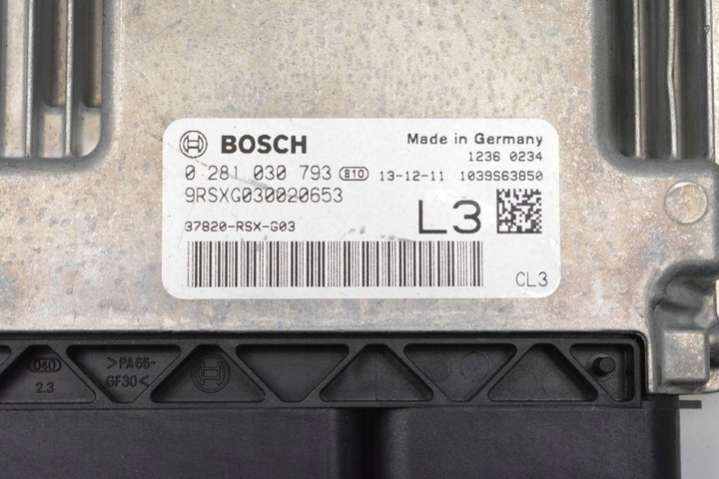 BOSCH
Made in Germany
1236 0234
0 281 030 793 810 13-12-11 1039S63850
9RSXG030020653
37820-RSX-G03
L3
CL3
040
2.3
>PA66-
GF30<